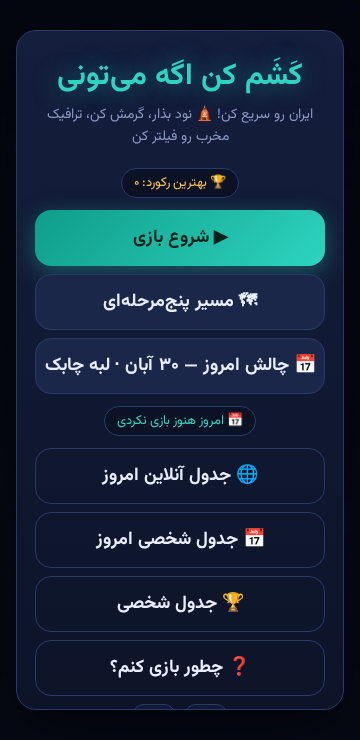 کَشَم کن اگه می‌تونی
ایران رو سریع کن! 🛕 نود بذار، گرمش کن، ترافیک
مخرب رو فیلتر کن
🏆 بهترین رکورد: ۰
▶ شروع بازی
🗺 مسیر پنج‌مرحله‌ای
📅 چالش امروز — ۳۰ آبان · لبه چابک
📅 امروز هنوز بازی نکردی
🌐 جدول آنلاین امروز
📅 جدول شخصی امروز
🏆 جدول شخصی
❓ چطور بازی کنم؟